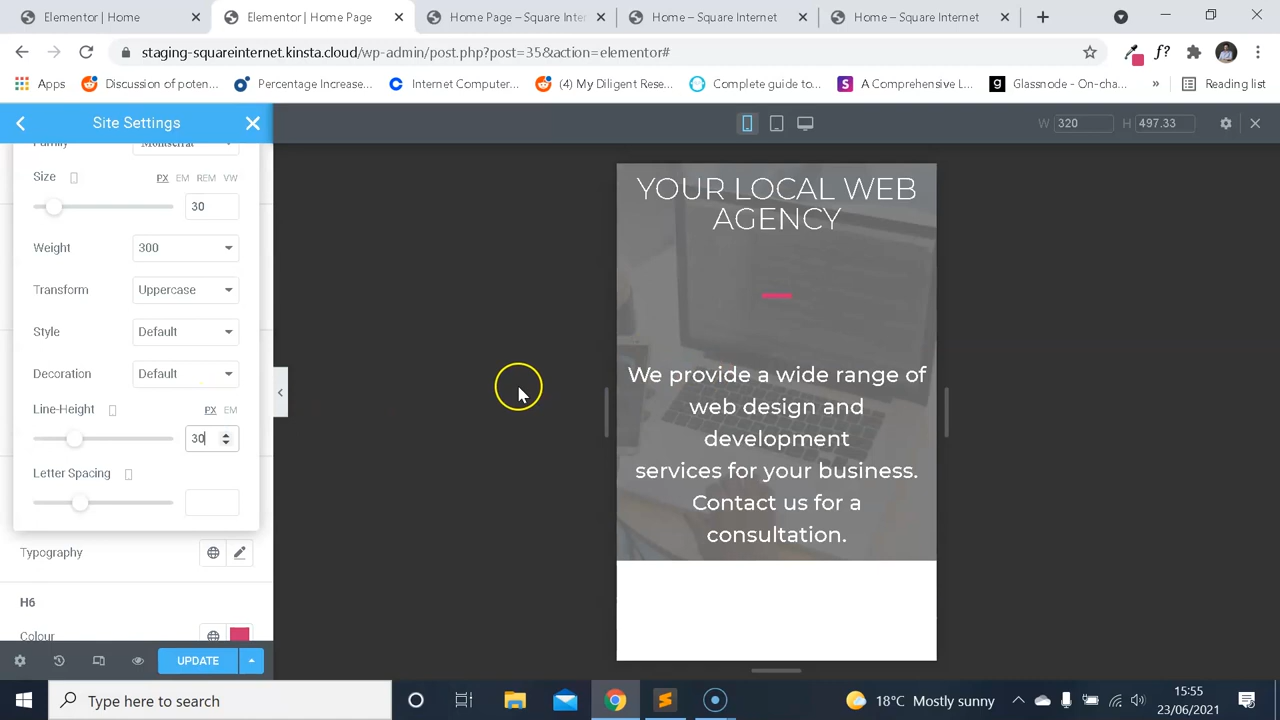 Elementor | Home
Elementor | Home Page
Home Page – Square Inte
Home – Square Internet
Home – Square Internet
staging-squareinternet.kinsta.cloud/wp-admin/post.php?post=35&action=elementor#
f?
Apps
Discussion of poten...
Percentage Increase...
Internet Computer...
(4) My Diligent Rese...
Complete guide to...
S
A Comprehensive L...
g
Glassnode - On-cha...
»
Reading list
Site Settings
W 320
H 497.33
Family
Montserrat
Size
PX EM REM VW
30
Weight
300
Transform
Uppercase
Style
Default
Decoration
Default
Line-Height
PX EM
30
Letter Spacing
Typography
H6
Colour
UPDATE
YOUR LOCAL WEB
AGENCY
We provide a wide range of
web design and
development
services for your business.
Contact us for a
consultation.
Type here to search
18°C Mostly sunny
15:55
23/06/2021